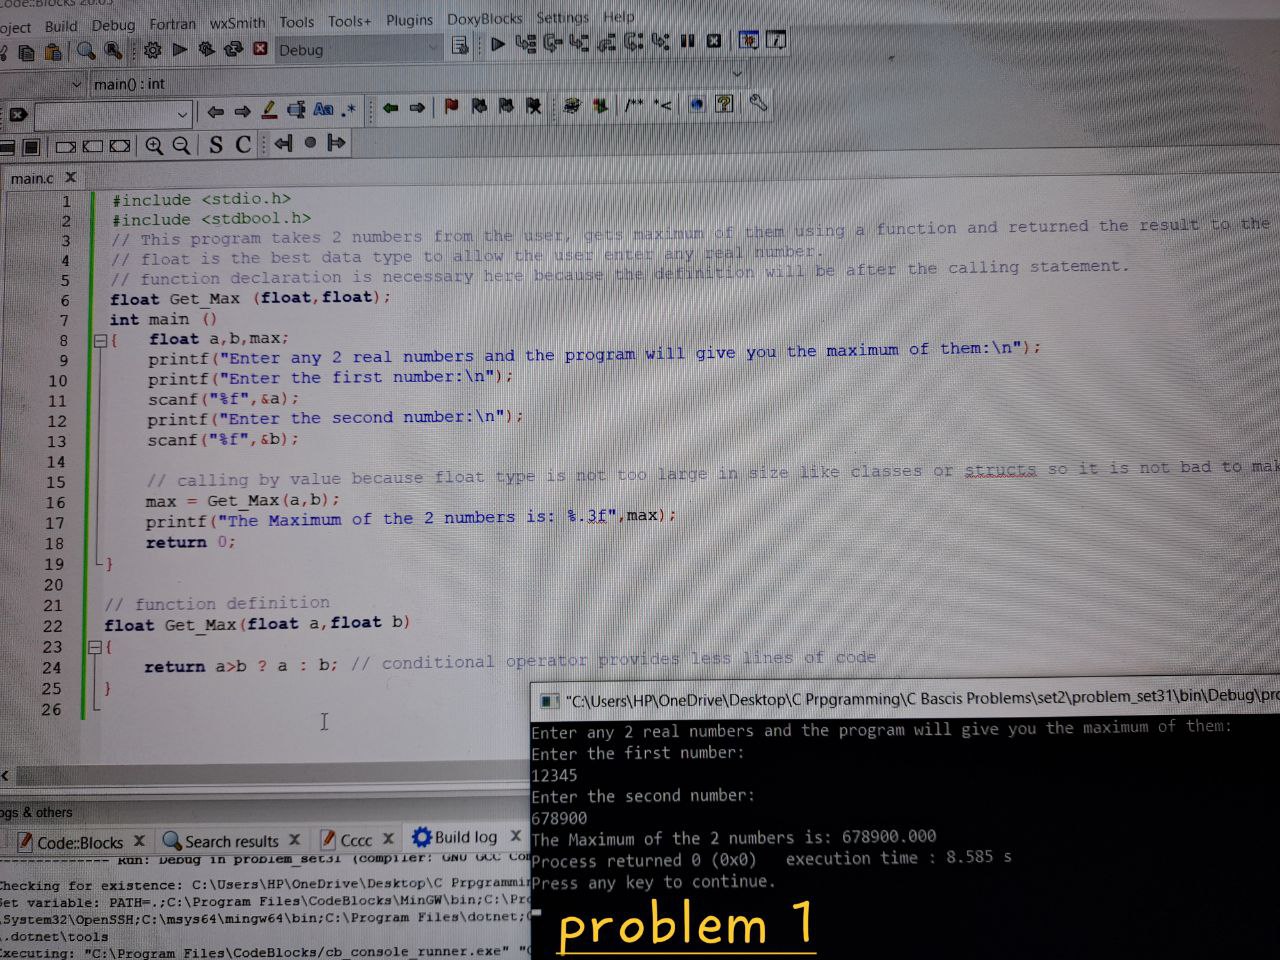 Code::Blocks 20.03
oject Build Debug Fortran wxSmith Tools Tools+ Plugins DoxyBlocks Settings Help
Debug
main() : int
Aa .* /** *<
S C
main.c X
1 #include <stdio.h>
2 #include <stdbool.h>
3 // This program takes 2 numbers from the user, gets maximum of them using a function and returned the result to the
4 // float is the best data type to allow the user enter any real number.
5 // function declaration is necessary here because the definition will be after the calling statement.
6 float Get_Max (float,float);
7 int main ()
8 { float a,b,max;
9 printf("Enter any 2 real numbers and the program will give you the maximum of them:\n");
10 printf("Enter the first number:\n");
11 scanf("%f",&a);
12 printf("Enter the second number:\n");
13 scanf("%f",&b);
14
15 // calling by value because float type is not too large in size like classes or structs so it is not bad to mak
16 max = Get_Max(a,b);
17 printf("The Maximum of the 2 numbers is: %.3f",max);
18 return 0;
19 }
20
21 // function definition
22 float Get_Max(float a,float b)
23 {
24 return a>b ? a : b; // conditional operator provides less lines of code
25 }
26
"C:\Users\HP\OneDrive\Desktop\C Prpgramming\C Bascis Problems\set2\problem_set31\bin\Debug\pro
Enter any 2 real numbers and the program will give you the maximum of them:
Enter the first number:
12345
Enter the second number:
678900
The Maximum of the 2 numbers is: 678900.000
Process returned 0 (0x0) execution time : 8.585 s
Press any key to continue.
ogs & others
Code::Blocks X Search results X Cccc X Build log X
-------------- Run: Debug in problem_set31 (compiler: GNU GCC Com
Checking for existence: C:\Users\HP\OneDrive\Desktop\C Prpgrammin
Set variable: PATH=.;C:\Program Files\CodeBlocks\MinGW\bin;C:\Pro
\System32\OpenSSH;C:\msys64\mingw64\bin;C:\Program Files\dotnet;C
\.dotnet\tools
Executing: "C:\Program Files\CodeBlocks/cb_console_runner.exe" "C
problem 1